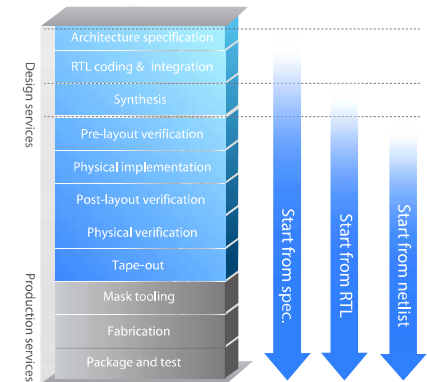 Architecture specification
RTL coding & integration
Synthesis
Pre-layout verification
Physical implementation
Post-layout verification
Physical verification
Tape-out
Mask tooling
Fabrication
Package and test
Design services
Production services
Start from spec.
Start from RTL
Start from netlist